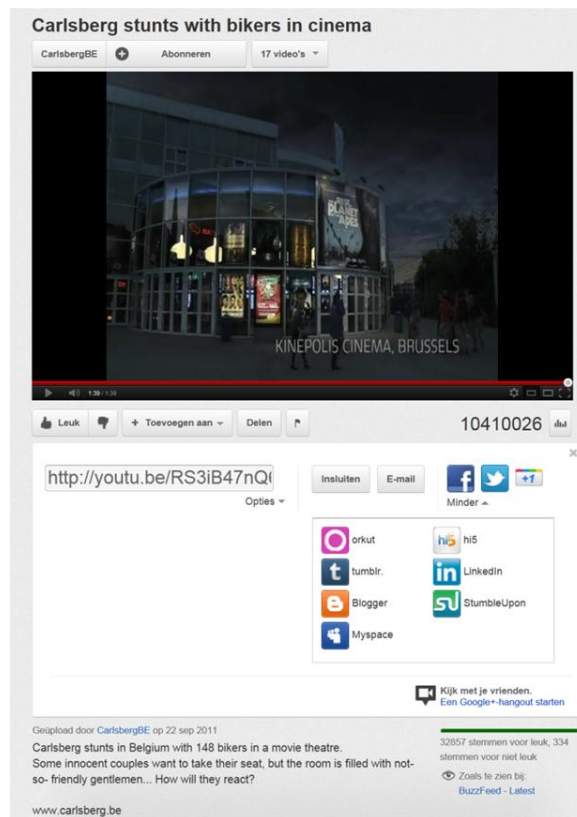 Carlsberg stunts with bikers in cinema
CarlsbergBE Abonneren 17 video's
PLANET
APES
KINEPOLIS CINEMA, BRUSSELS
1:39 / 1:39
Leuk + Toevoegen aan Delen 10410026
http://youtu.be/RS3iB47nQ
Insluiten E-mail
+1
Opties
Minder
orkut
hi5 hi5
t tumblr.
in LinkedIn
Blogger
StumbleUpon
Myspace
Kijk met je vrienden.
Een Google+-hangout starten
Geüpload door CarlsbergBE op 22 sep 2011
Carlsberg stunts in Belgium with 148 bikers in a movie theatre.
Some innocent couples want to take their seat, but the room is filled with not-
so- friendly gentlemen... How will they react?
www.carlsberg.be
32657 stemmen voor leuk, 334
stemmen voor niet leuk
Zoals te zien bij:
BuzzFeed - Latest